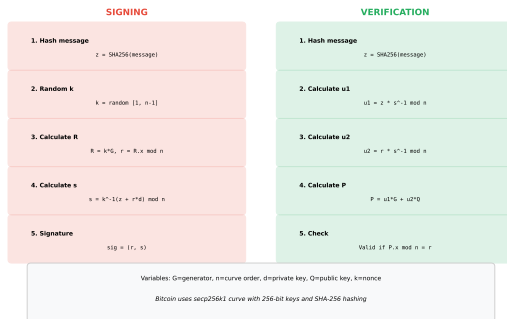 SIGNING
1. Hash message
z = SHA256(message)
2. Random k
k = random [1, n-1]
3. Calculate R
R = k*G, r = R.x mod n
4. Calculate s
s = k^-1(z + r*d) mod n
5. Signature
sig = (r, s)
VERIFICATION
1. Hash message
z = SHA256(message)
2. Calculate u1
u1 = z * s^-1 mod n
3. Calculate u2
u2 = r * s^-1 mod n
4. Calculate P
P = u1*G + u2*Q
5. Check
Valid if P.x mod n = r
Variables: G=generator, n=curve order, d=private key, Q=public key, k=nonce
Bitcoin uses secp256k1 curve with 256-bit keys and SHA-256 hashing